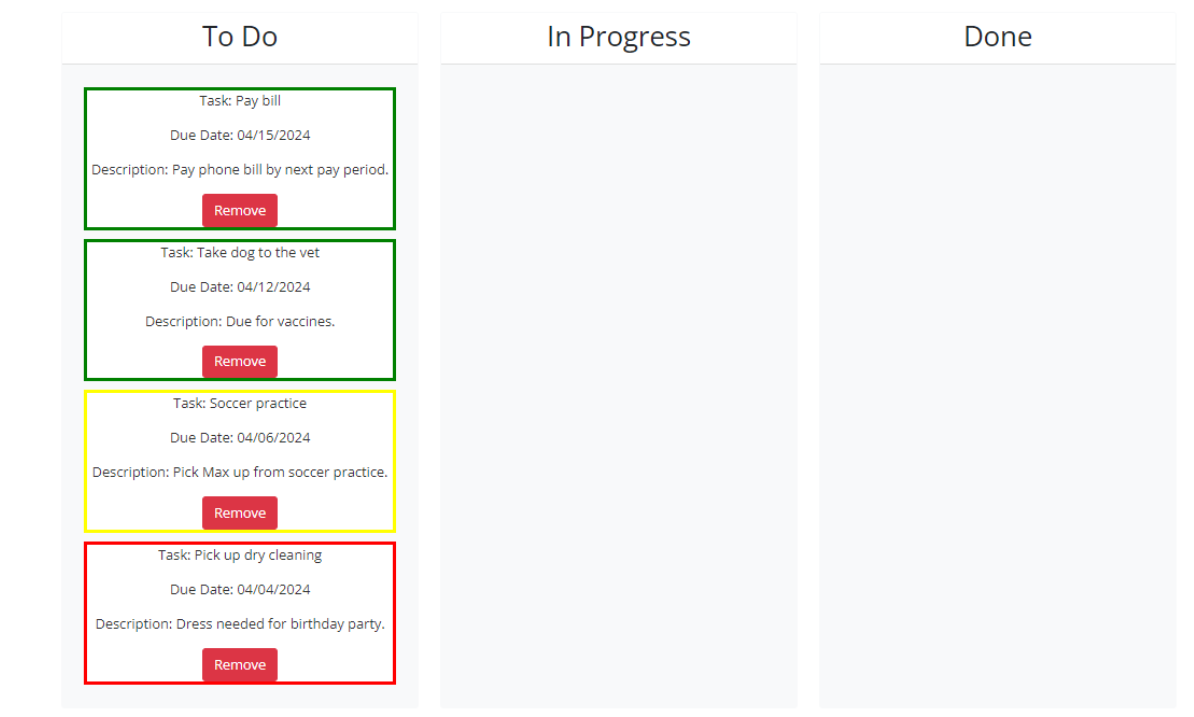 To Do
Task: Pay bill
Due Date: 04/15/2024
Description: Pay phone bill by next pay period.
Remove
Task: Take dog to the vet
Due Date: 04/12/2024
Description: Due for vaccines.
Remove
Task: Soccer practice
Due Date: 04/06/2024
Description: Pick Max up from soccer practice.
Remove
Task: Pick up dry cleaning
Due Date: 04/04/2024
Description: Dress needed for birthday party.
Remove
In Progress
Done